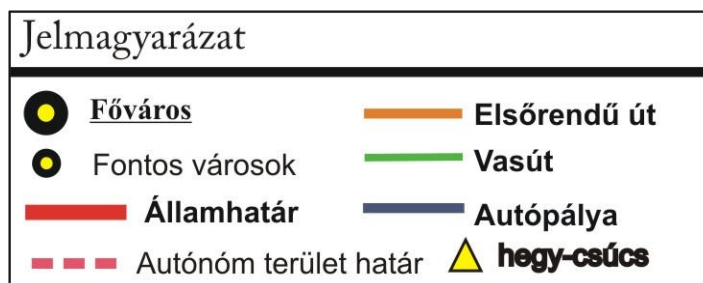 Jelmagyarázat
Főváros
Elsőrendű út
Fontos városok
Vasút
Államhatár
Autópálya
Autónóm terület határ
hegy-csúcs